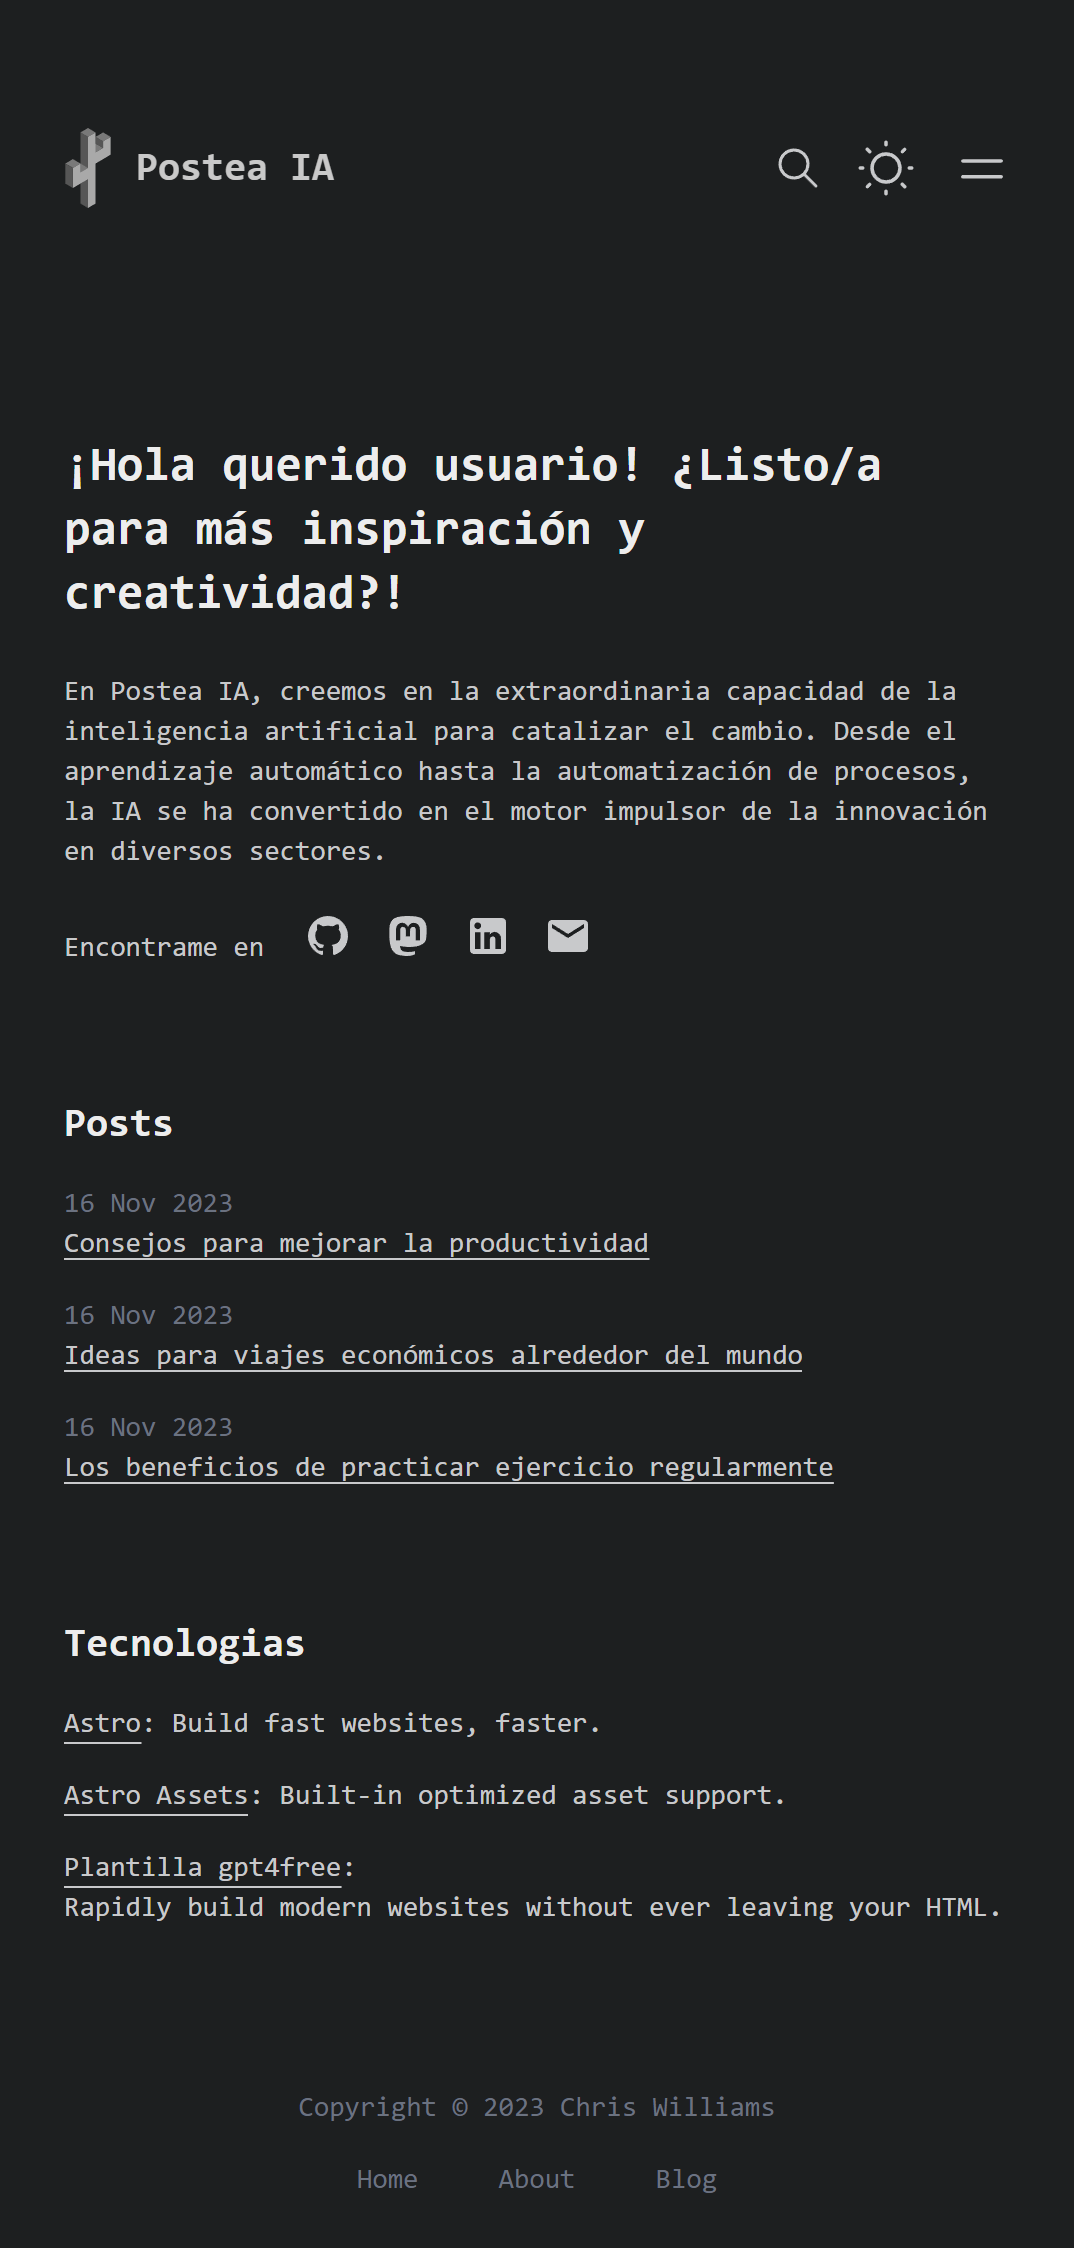 Postea IA
¡Hola querido usuario! ¿Listo/a
para más inspiración y
creatividad?!
En Postea IA, creemos en la extraordinaria capacidad de la
inteligencia artificial para catalizar el cambio. Desde el
aprendizaje automático hasta la automatización de procesos,
la IA se ha convertido en el motor impulsor de la innovación
en diversos sectores.
Encontrame en
Posts
16 Nov 2023
Consejos para mejorar la productividad
16 Nov 2023
Ideas para viajes económicos alrededor del mundo
16 Nov 2023
Los beneficios de practicar ejercicio regularmente
Tecnologias
Astro: Build fast websites, faster.
Astro Assets: Built-in optimized asset support.
Plantilla gpt4free:
Rapidly build modern websites without ever leaving your HTML.
Copyright © 2023 Chris Williams
Home About Blog